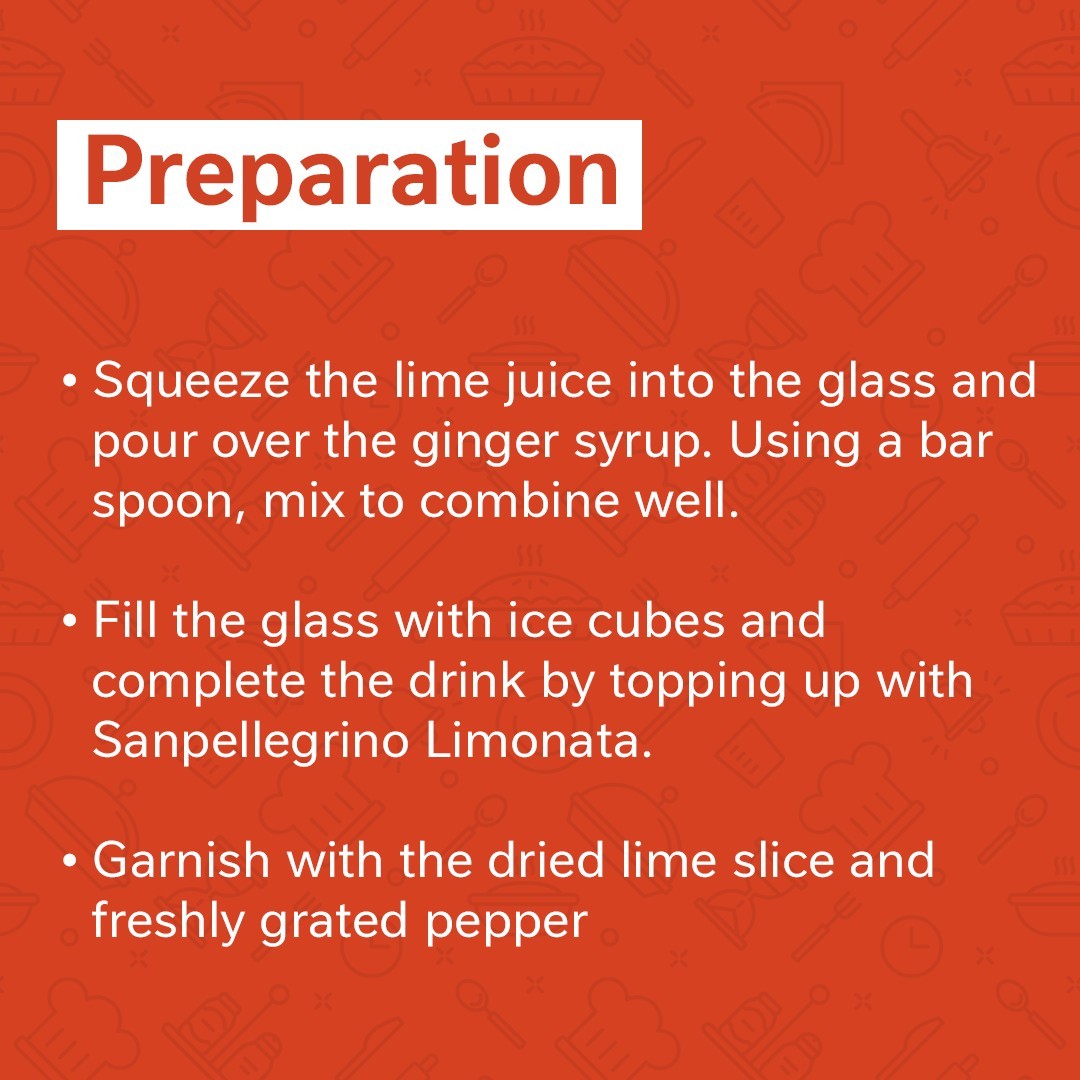 Preparation
• Squeeze the lime juice into the glass and
pour over the ginger syrup. Using a bar
spoon, mix to combine well.
• Fill the glass with ice cubes and
complete the drink by topping up with
Sanpellegrino Limonata.
• Garnish with the dried lime slice and
freshly grated pepper